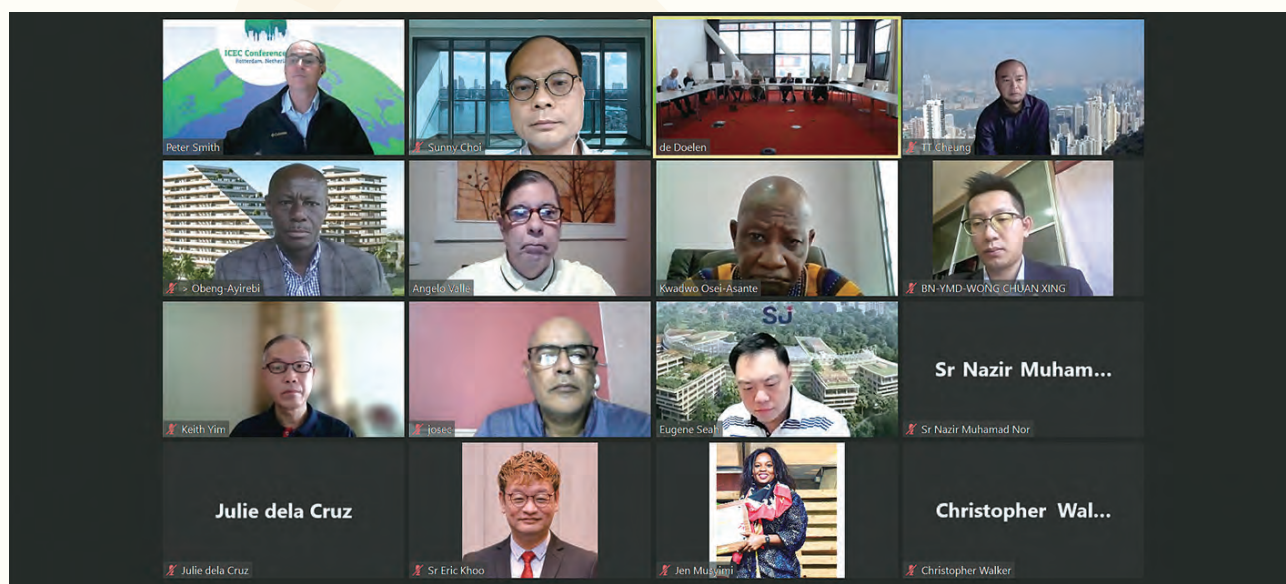 ICEC Conference
Rotterdam, Netherl
Peter Smith
Sunny Choi
de Doelen
TT Cheung
> Obeng-Ayirebi
Angelo Valle
Kwadwo Osei-Asante
BN-YMD-WONG CHUAN XING
SJ
Keith Yim
josec
Eugene Seah
Sr Nazir Muham...
Sr Nazir Muhamad Nor
Julie dela Cruz
Christopher Wal...
Julie dela Cruz
Sr Eric Khoo
Jen Musyimi
Christopher Walker